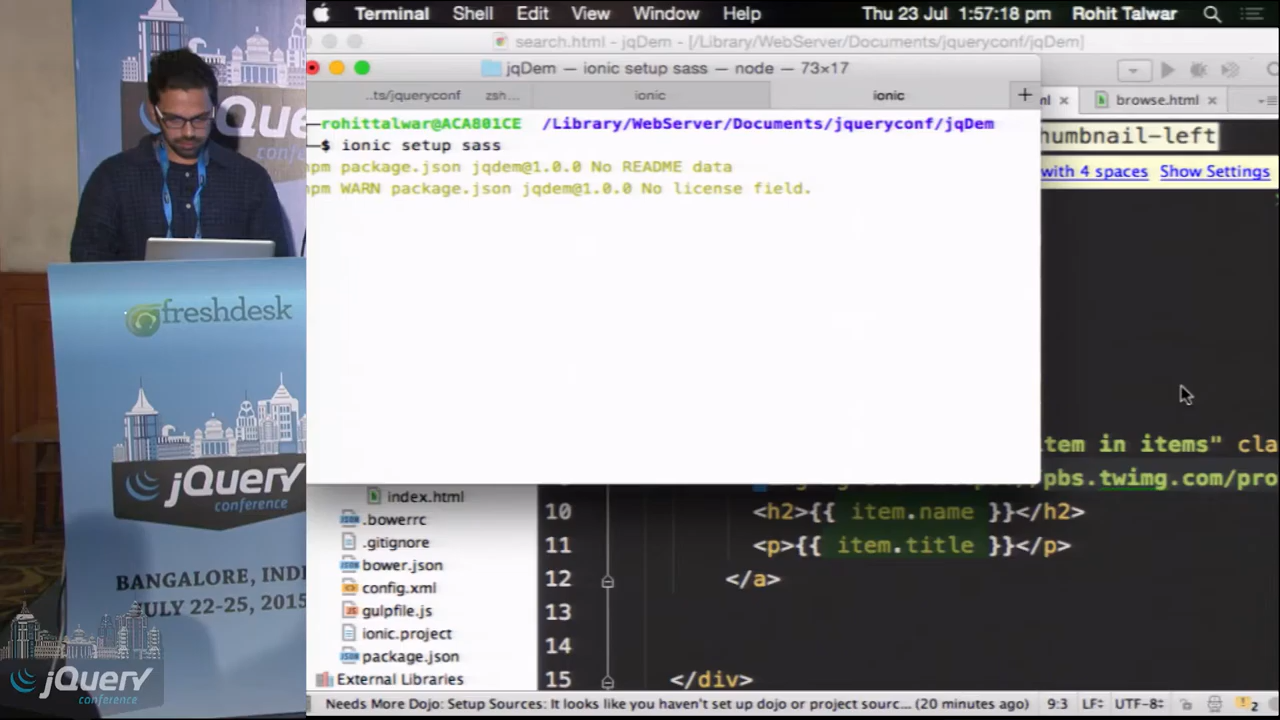 Terminal Shell Edit View Window Help Thu 23 Jul 1:57:18 pm Rohit Talwar
search.html - jqDem - [/Library/WebServer/Documents/jqueryconf/jqDem]
jqDem — ionic setup sass — node — 73×17
..ts/jqueryconf zsh... ionic ionic +
ml browse.html
rohittalwar@ACA801CE /Library/WebServer/Documents/jqueryconf/jqDem
$ ionic setup sass
npm package.json jqdem@1.0.0 No README data
npm WARN package.json jqdem@1.0.0 No license field.
humbnail-left
with 4 spaces Show Settings
tem in items" cla
pbs.twimg.com/pro
index.html
.bowerrc
.gitignore
bower.json
config.xml
gulpfile.js
ionic.project
package.json
External Libraries
10 <h2>{{ item.name }}</h2>
11 <p>{{ item.title }}</p>
12 </a>
13
14
15 </div>
Needs More Dojo: Setup Sources: It looks like you haven't set up dojo or project sourc... (20 minutes ago) 9:3 LF÷ UTF-8÷ 2
jQuery
conf
freshdesk
jQuery
conference
BANGALORE, INDI
JULY 22-25, 2015
jQuery
conference